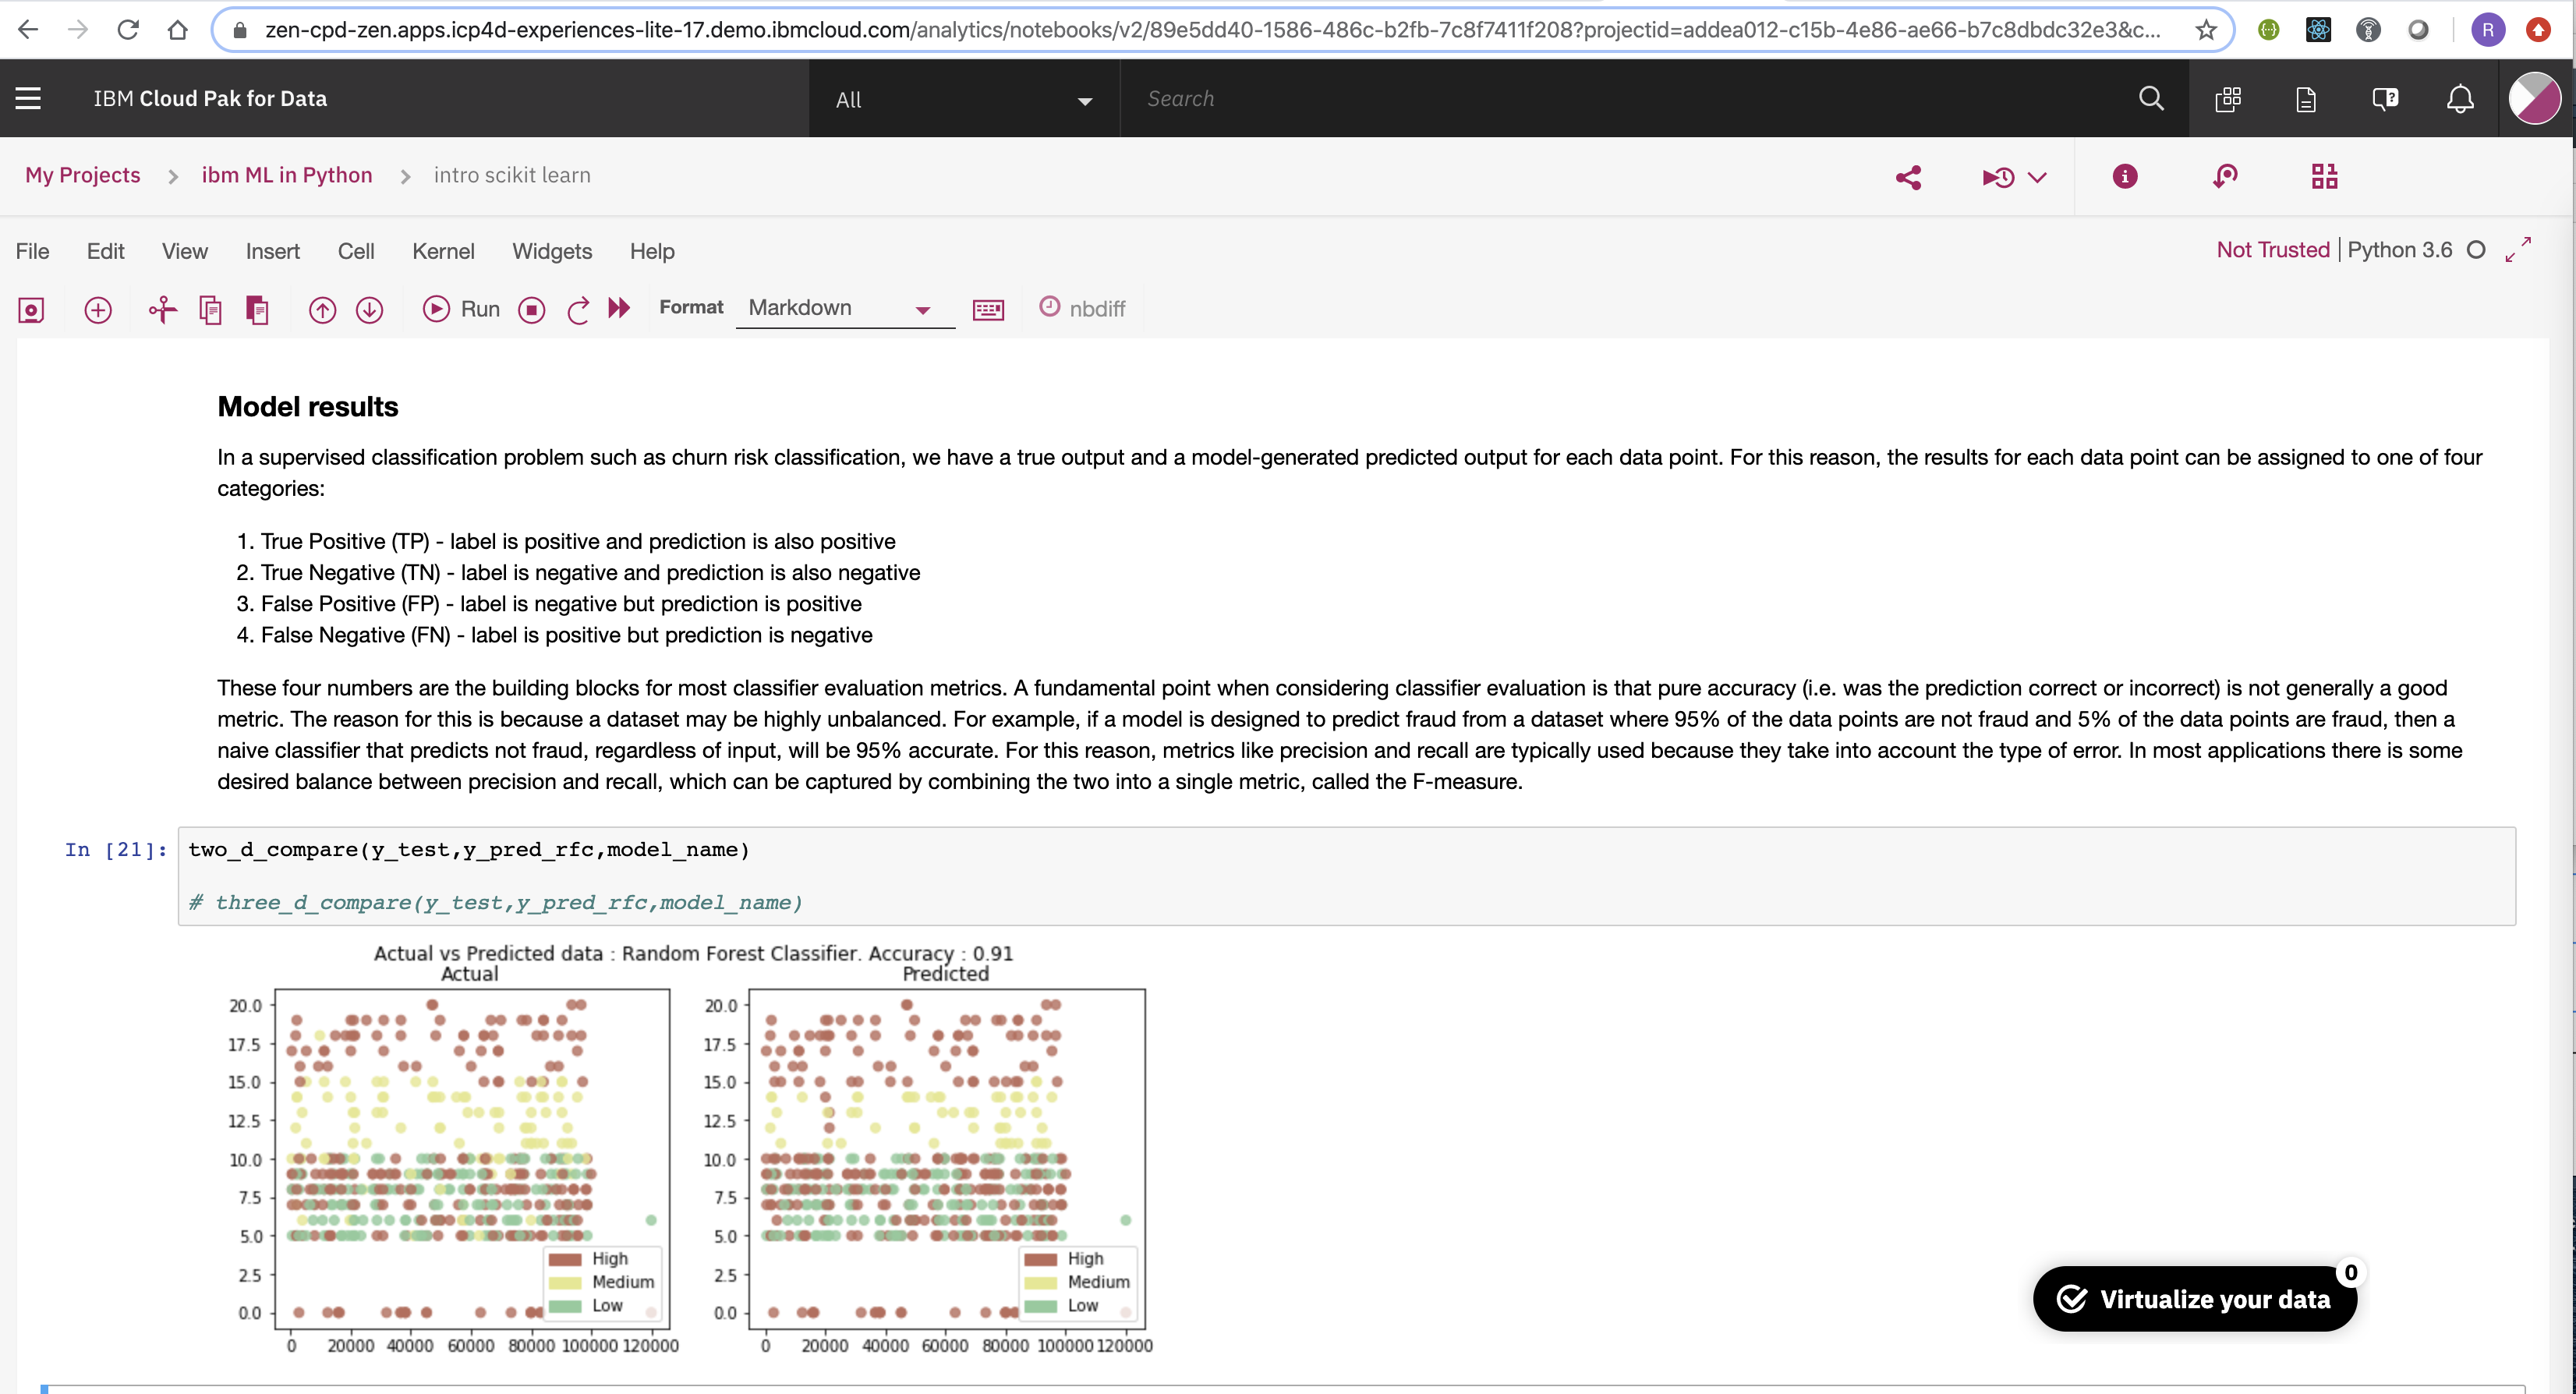 zen-cpd-zen.apps.icp4d-experiences-lite-17.demo.ibmcloud.com/analytics/notebooks/v2/89e5dd40-1586-486c-b2fb-7c8f7411f208?projectid=addea012-c15b-4e86-ae66-b7c8dbdc32e3&c...
R
IBM Cloud Pak for Data
All
Search
My Projects > ibm ML in Python > intro scikit learn
File Edit View Insert Cell Kernel Widgets Help
Not Trusted | Python 3.6
Run
Format
Markdown
nbdiff
Model results
In a supervised classification problem such as churn risk classification, we have a true output and a model-generated predicted output for each data point. For this reason, the results for each data point can be assigned to one of four
categories:
1. True Positive (TP) - label is positive and prediction is also positive
2. True Negative (TN) - label is negative and prediction is also negative
3. False Positive (FP) - label is negative but prediction is positive
4. False Negative (FN) - label is positive but prediction is negative
These four numbers are the building blocks for most classifier evaluation metrics. A fundamental point when considering classifier evaluation is that pure accuracy (i.e. was the prediction correct or incorrect) is not generally a good
metric. The reason for this is because a dataset may be highly unbalanced. For example, if a model is designed to predict fraud from a dataset where 95% of the data points are not fraud and 5% of the data points are fraud, then a
naive classifier that predicts not fraud, regardless of input, will be 95% accurate. For this reason, metrics like precision and recall are typically used because they take into account the type of error. In most applications there is some
desired balance between precision and recall, which can be captured by combining the two into a single metric, called the F-measure.
In [21]: two_d_compare(y_test,y_pred_rfc,model_name)
# three_d_compare(y_test,y_pred_rfc,model_name)
Actual vs Predicted data : Random Forest Classifier. Accuracy : 0.91
Actual
20.0
17.5
15.0
12.5
10.0
7.5
5.0
2.5
0.0
High
Medium
Low
0 20000 40000 60000 80000 100000 120000
Predicted
20.0
17.5
15.0
12.5
10.0
7.5
5.0
2.5
0.0
High
Medium
Low
0 20000 40000 60000 80000 100000 120000
0
Virtualize your data